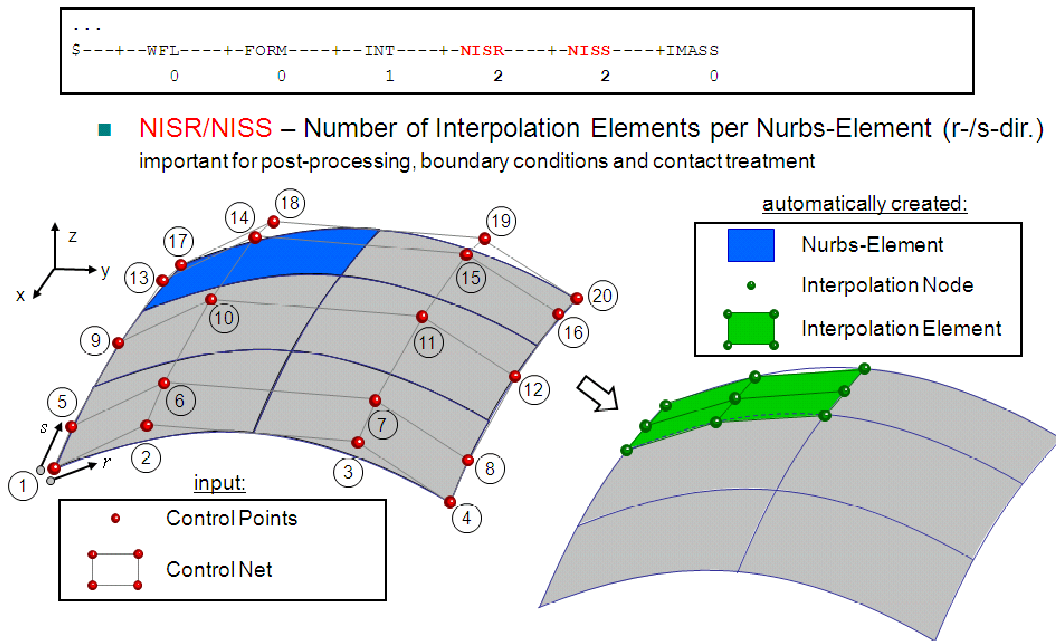 ...
$---+--WFL----+-FORM----+--INT----+-NISR----+-NISS----+IMASS
0 0 1 2 2 0
NISR/NISS – Number of Interpolation Elements per Nurbs-Element (r-/s-dir.)
important for post-processing, boundary conditions and contact treatment
z
y
x
18
14
19
17
13
15
20
10
16
9
11
12
5
6
7
s
r
2
3
8
1
4
automatically created:
Nurbs-Element
Interpolation Node
Interpolation Element
input:
Control Points
Control Net